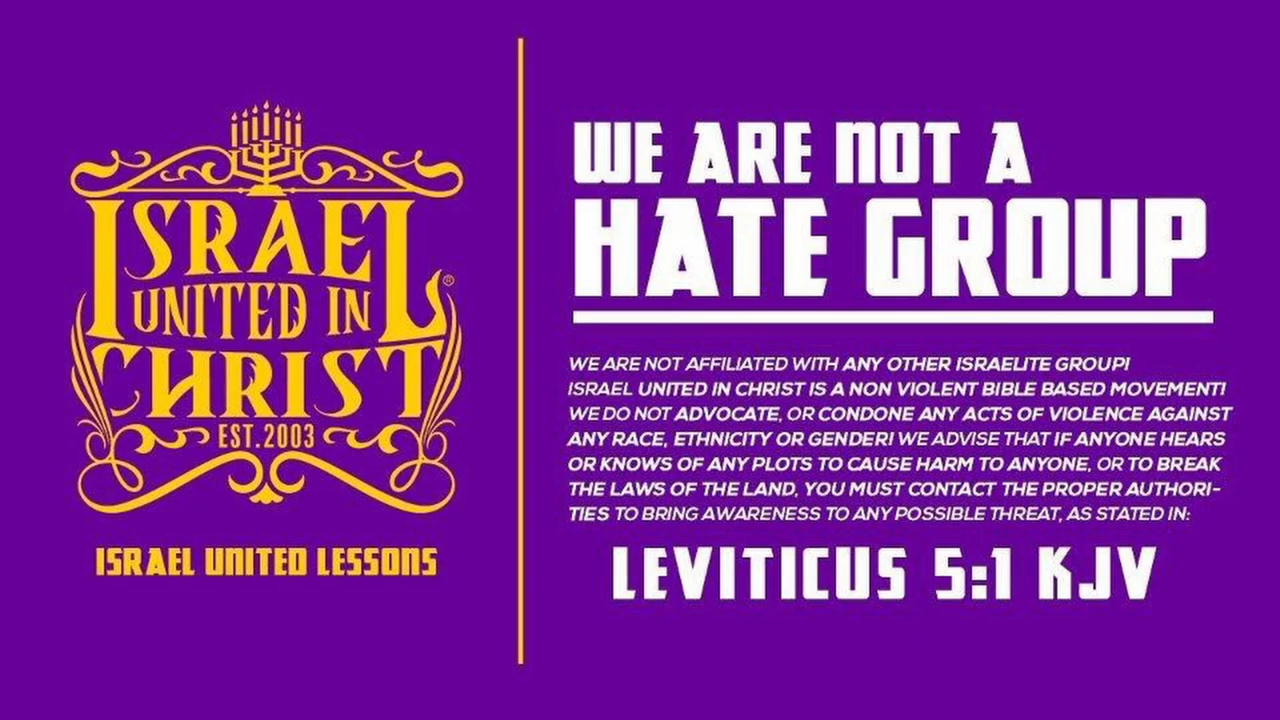 ISRAEL
UNITED IN
CHRIST
EST. 2003
®
ISRAEL UNITED LESSONS
WE ARE NOT A
HATE GROUP
WE ARE NOT AFFILIATED WITH ANY OTHER ISRAELITE GROUP!
ISRAEL UNITED IN CHRIST IS A NON VIOLENT BIBLE BASED MOVEMENT!
WE DO NOT ADVOCATE, OR CONDONE ANY ACTS OF VIOLENCE AGAINST
ANY RACE, ETHNICITY OR GENDER! WE ADVISE THAT IF ANYONE HEARS
OR KNOWS OF ANY PLOTS TO CAUSE HARM TO ANYONE, OR TO BREAK
THE LAWS OF THE LAND, YOU MUST CONTACT THE PROPER AUTHORI-
TIES TO BRING AWARENESS TO ANY POSSIBLE THREAT, AS STATED IN:
LEVITICUS 5:1 KJV